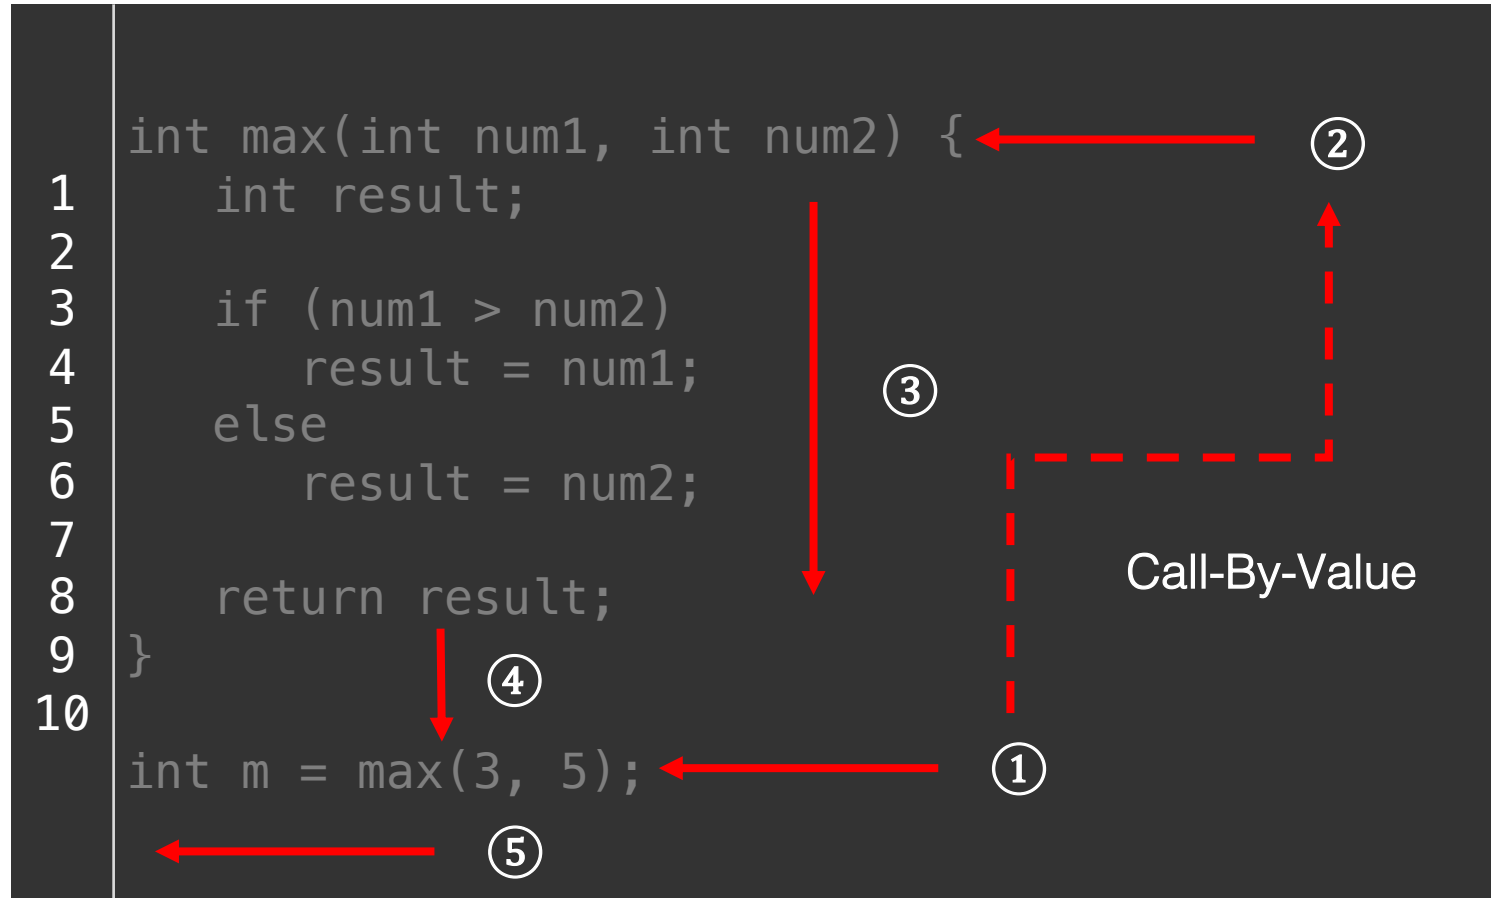 int max(int num1, int num2) { ②
1 int result;
2
3 if (num1 > num2)
4 result = num1; ③
5 else
6 result = num2;
7
Call-By-Value
8 return result;
9 }
④
10
int m = max(3, 5); ①
⑤